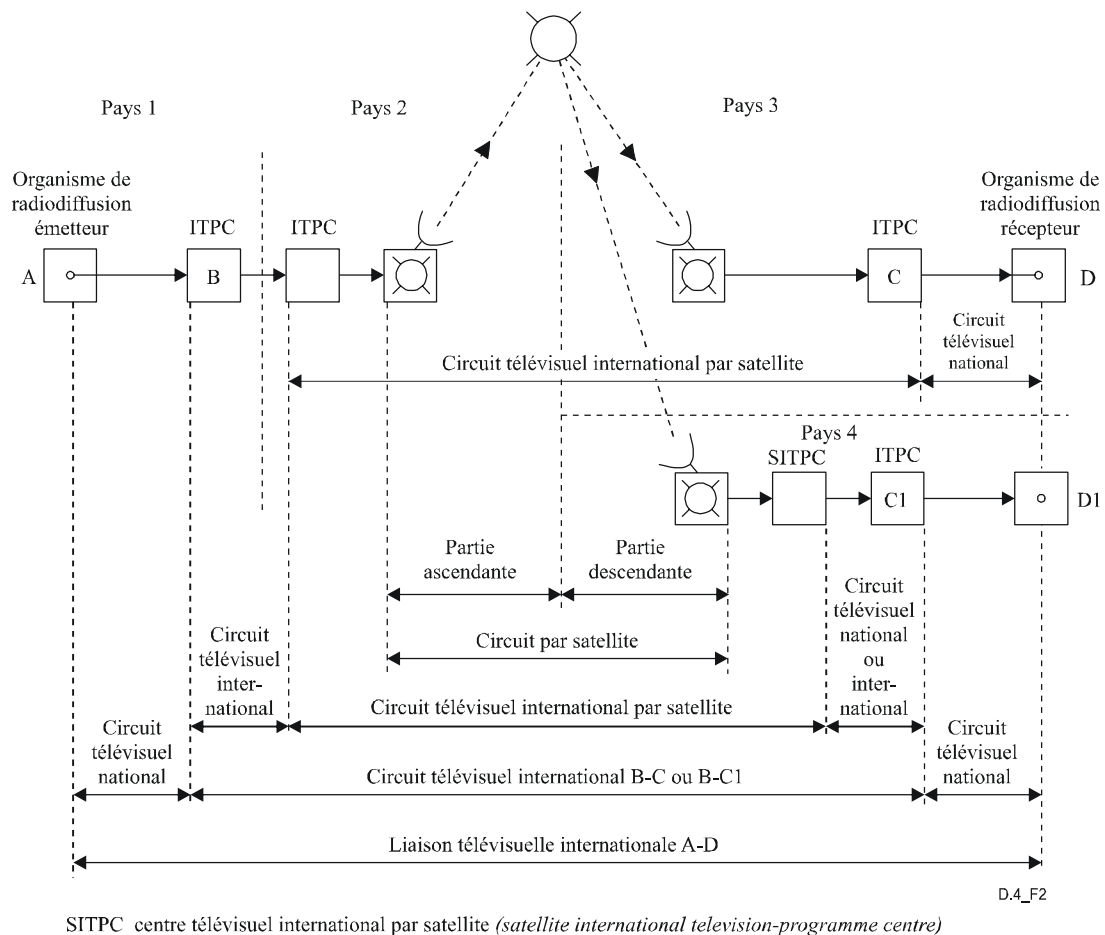 Pays 1
Pays 2
Pays 3
Organisme de
radiodiffusion
émetteur
ITPC
ITPC
ITPC
Organisme de
radiodiffusion
récepteur
A
B
C
D
Circuit
télévisuel
national
Circuit télévisuel international par satellite
Pays 4
SITPC
ITPC
C1
D1
Partie
ascendante
Partie
descendante
Circuit
télévisuel
national
ou
inter-
national
Circuit par satellite
Circuit
télévisuel
inter-
national
Circuit télévisuel international par satellite
Circuit
télévisuel
national
Circuit
télévisuel
national
Circuit télévisuel international B-C ou B-C1
Liaison télévisuelle internationale A-D
D.4_F2
SITPC centre télévisuel international par satellite (satellite international television-programme centre)